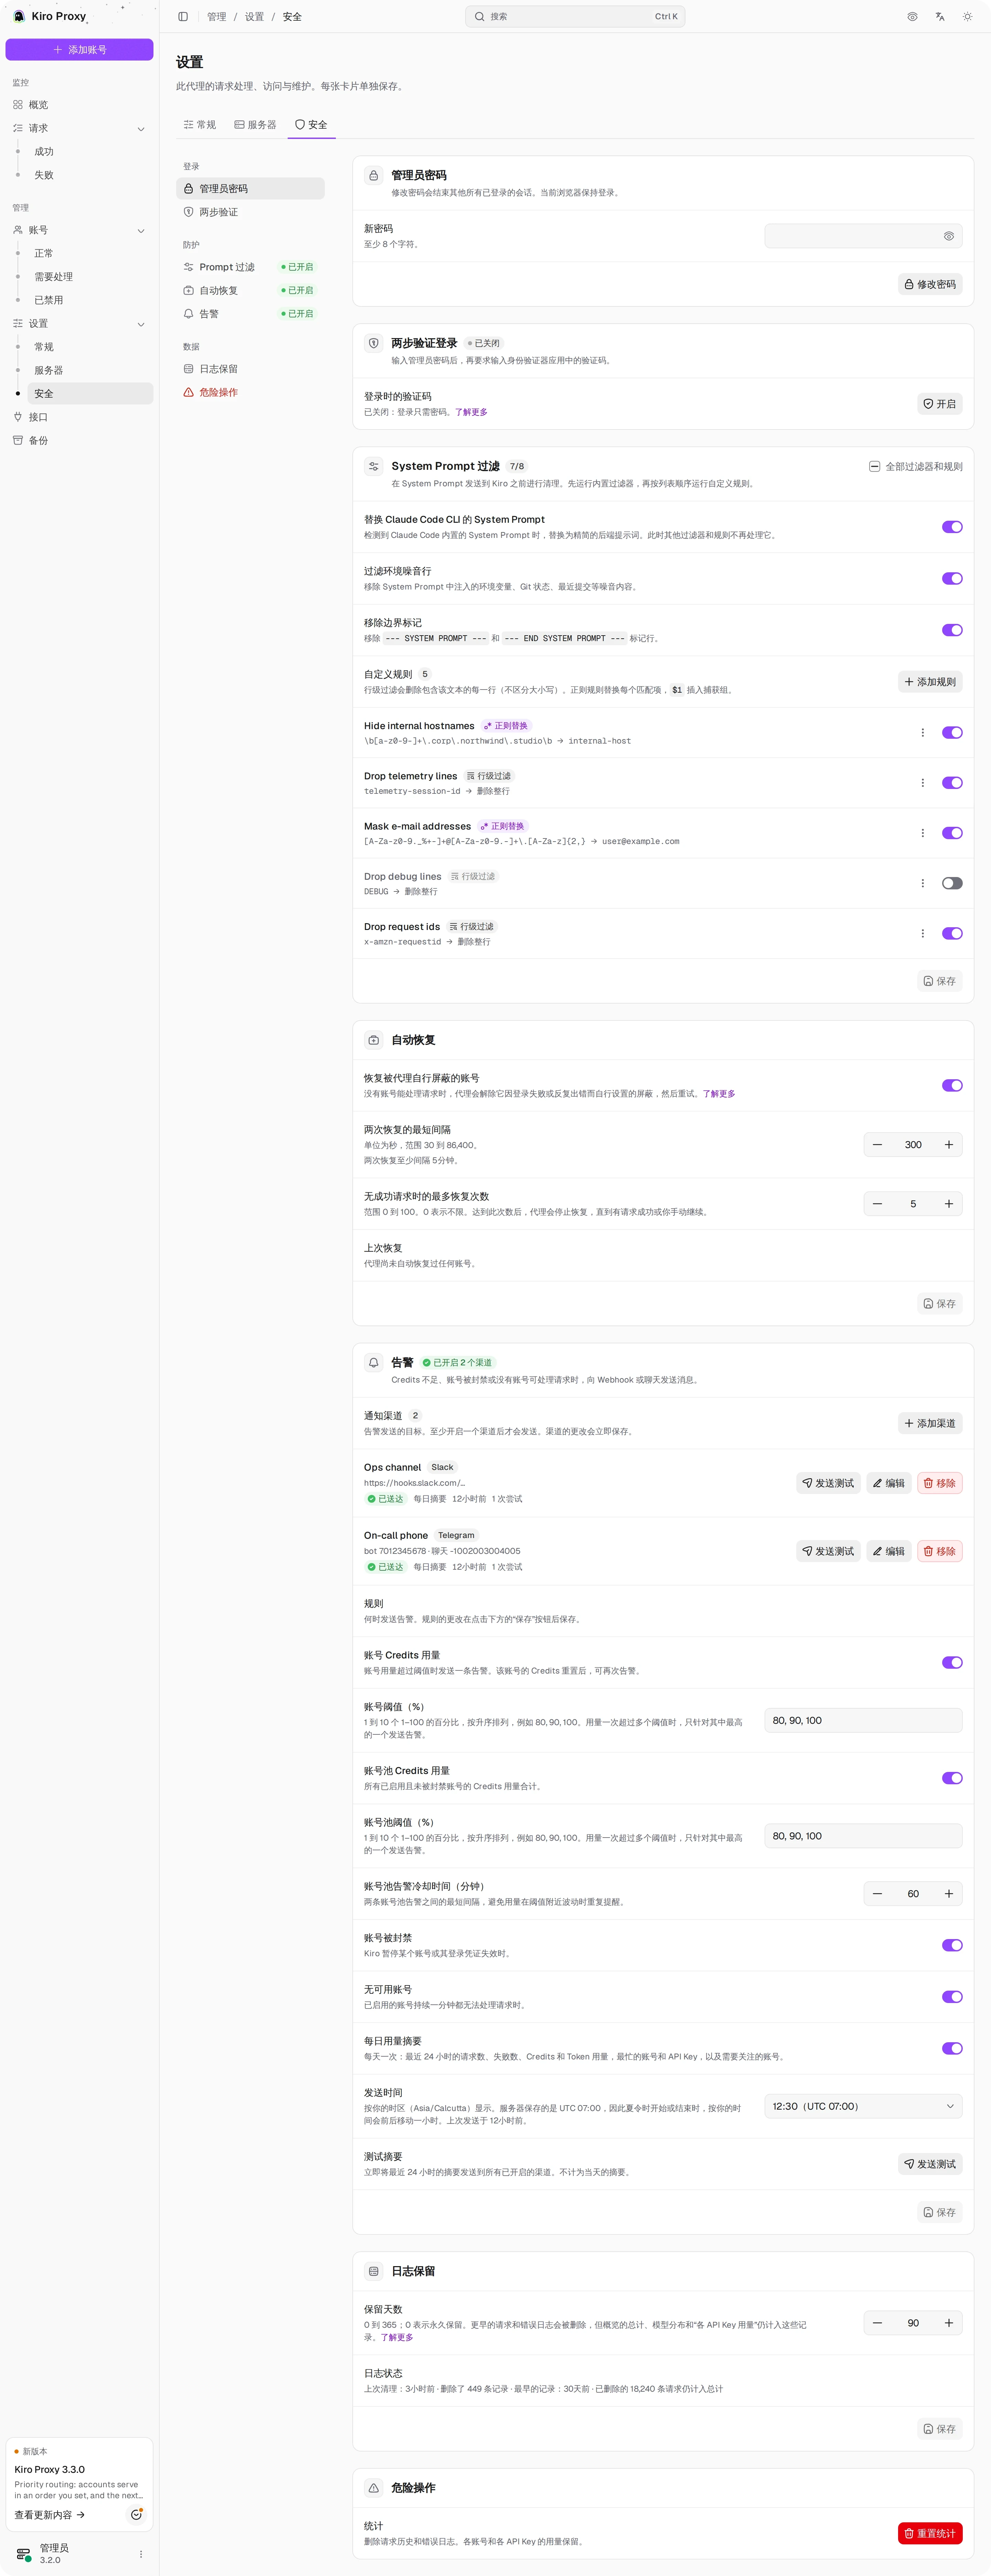 Kiro Proxy
管理 / 设置 / 安全
搜索 Ctrl K
添加账号
监控
概览
请求
成功
失败
管理
账号
正常
需要处理
已禁用
设置
常规
服务器
安全
接口
备份
设置
此代理的请求处理、访问与维护。每张卡片单独保存。
常规 服务器 安全
登录
管理员密码
两步验证
防护
Prompt 过滤 已开启
自动恢复 已开启
告警 已开启
数据
日志保留
危险操作
管理员密码
修改密码会结束其他所有已登录的会话。当前浏览器保持登录。
新密码
至少 8 个字符。
修改密码
两步验证登录 已关闭
输入管理员密码后，再要求输入身份验证器应用中的验证码。
登录时的验证码
已关闭：登录只需密码。了解更多
开启
System Prompt 过滤 7/8
全部过滤器和规则
在 System Prompt 发送到 Kiro 之前进行清理。先运行内置过滤器，再按列表顺序运行自定义规则。
替换 Claude Code CLI 的 System Prompt
检测到 Claude Code 内置的 System Prompt 时，替换为精简的后端提示词。此时其他过滤器和规则不再处理它。
过滤环境噪音行
移除 System Prompt 中注入的环境变量、Git 状态、最近提交等噪音内容。
移除边界标记
移除 --- SYSTEM PROMPT --- 和 --- END SYSTEM PROMPT --- 标记行。
自定义规则 5
行级过滤会删除包含该文本的每一行（不区分大小写）。正则规则替换每个匹配项，$1 插入捕获组。
添加规则
Hide internal hostnames 正则替换
\b[a-z0-9-]+\.corp\.northwind\.studio\b → internal-host
Drop telemetry lines 行级过滤
telemetry-session-id → 删除整行
Mask e-mail addresses 正则替换
[A-Za-z0-9._%+-]+@[A-Za-z0-9.-]+\.[A-Za-z]{2,} → user@example.com
Drop debug lines 行级过滤
DEBUG → 删除整行
Drop request ids 行级过滤
x-amzn-requestid → 删除整行
保存
自动恢复
恢复被代理自行屏蔽的账号
没有账号能处理请求时，代理会解除它因登录失败或反复出错而自行设置的屏蔽，然后重试。了解更多
两次恢复的最短间隔
单位为秒，范围 30 到 86,400。
两次恢复至少间隔 5分钟。
300
无成功请求时的最多恢复次数
范围 0 到 100。0 表示不限。达到此次数后，代理会停止恢复，直到有请求成功或你手动继续。
5
上次恢复
代理尚未自动恢复过任何账号。
保存
告警 已开启 2 个渠道
Credits 不足、账号被封禁或没有账号可处理请求时，向 Webhook 或聊天发送消息。
通知渠道 2
告警发送的目标。至少开启一个渠道后才会发送。渠道的更改会立即保存。
添加渠道
Ops channel Slack
https://hooks.slack.com/…
已送达 每日摘要 12小时前 1 次尝试
发送测试 编辑 移除
On-call phone Telegram
bot 7012345678 · 聊天 -1002003004005
已送达 每日摘要 12小时前 1 次尝试
发送测试 编辑 移除
规则
何时发送告警。规则的更改在点击下方的“保存”按钮后保存。
账号 Credits 用量
账号用量超过阈值时发送一条告警。该账号的 Credits 重置后，可再次告警。
账号阈值（%）
1 到 10 个 1–100 的百分比，按升序排列，例如 80, 90, 100。用量一次超过多个阈值时，只针对其中最高
的一个发送告警。
80, 90, 100
账号池 Credits 用量
所有已启用且未被封禁账号的 Credits 用量合计。
账号池阈值（%）
1 到 10 个 1–100 的百分比，按升序排列，例如 80, 90, 100。用量一次超过多个阈值时，只针对其中最高
的一个发送告警。
80, 90, 100
账号池告警冷却时间（分钟）
两条账号池告警之间的最短间隔，避免用量在阈值附近波动时重复提醒。
60
账号被封禁
Kiro 暂停某个账号或其登录凭证失效时。
无可用账号
已启用的账号持续一分钟都无法处理请求时。
每日用量摘要
每天一次：最近 24 小时的请求数、失败数、Credits 和 Token 用量，最忙的账号和 API Key，以及需要关注的账号。
发送时间
按你的时区（Asia/Calcutta）显示。服务器保存的是 UTC 07:00，因此夏令时开始或结束时，按你的时
间会前后移动一小时。上次发送于 12小时前。
12:30（UTC 07:00）
测试摘要
立即将最近 24 小时的摘要发送到所有已开启的渠道。不计为当天的摘要。
发送测试
保存
日志保留
保留天数
0 到 365；0 表示永久保留。更早的请求和错误日志会被删除，但概览的总计、模型分布和“各 API Key 用量”仍计入这些记
录。了解更多
90
日志状态
上次清理：3小时前 · 删除了 449 条记录 · 最早的记录：30天前 · 已删除的 18,240 条请求仍计入总计
保存
危险操作
统计
删除请求历史和错误日志。各账号和各 API Key 的用量保留。
重置统计
新版本
Kiro Proxy 3.3.0
Priority routing: accounts serve
in an order you set, and the next…
查看更新内容 →
管理员
3.2.0